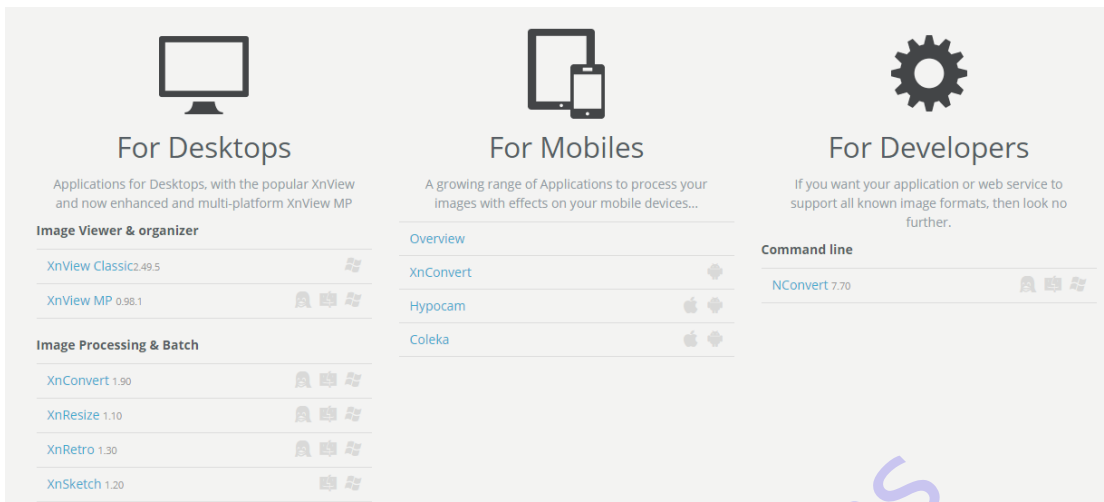 For Desktops
Applications for Desktops, with the popular XnView
and now enhanced and multi-platform XnView MP
Image Viewer & organizer
XnView Classic2.49.5
XnView MP 0.98.1
Image Processing & Batch
XnConvert 1.90
XnResize 1.10
XnRetro 1.30
XnSketch 1.20
For Mobiles
A growing range of Applications to process your
images with effects on your mobile devices...
Overview
XnConvert
Hypocam
Coleka
For Developers
If you want your application or web service to
support all known image formats, then look no
further.
Command line
NConvert 7.70